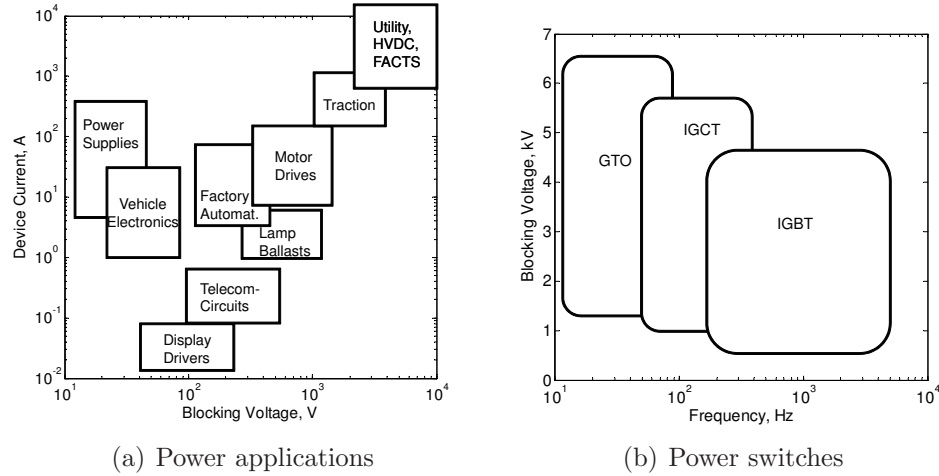 10^4
10^3
10^2
10^1
10^0
10^-1
10^-2
Device Current, A
Utility,
HVDC,
FACTS
Traction
Power
Supplies
Motor
Drives
Vehicle
Electronics
Factory
Automat.
Lamp
Ballasts
Telecom-
Circuits
Display
Drivers
10^1 10^2 10^3 10^4
Blocking Voltage, V
(a) Power applications
7
6
5
4
3
2
1
0
Blocking Voltage, kV
GTO
IGCT
IGBT
10^1 10^2 10^3 10^4
Frequency, Hz
(b) Power switches